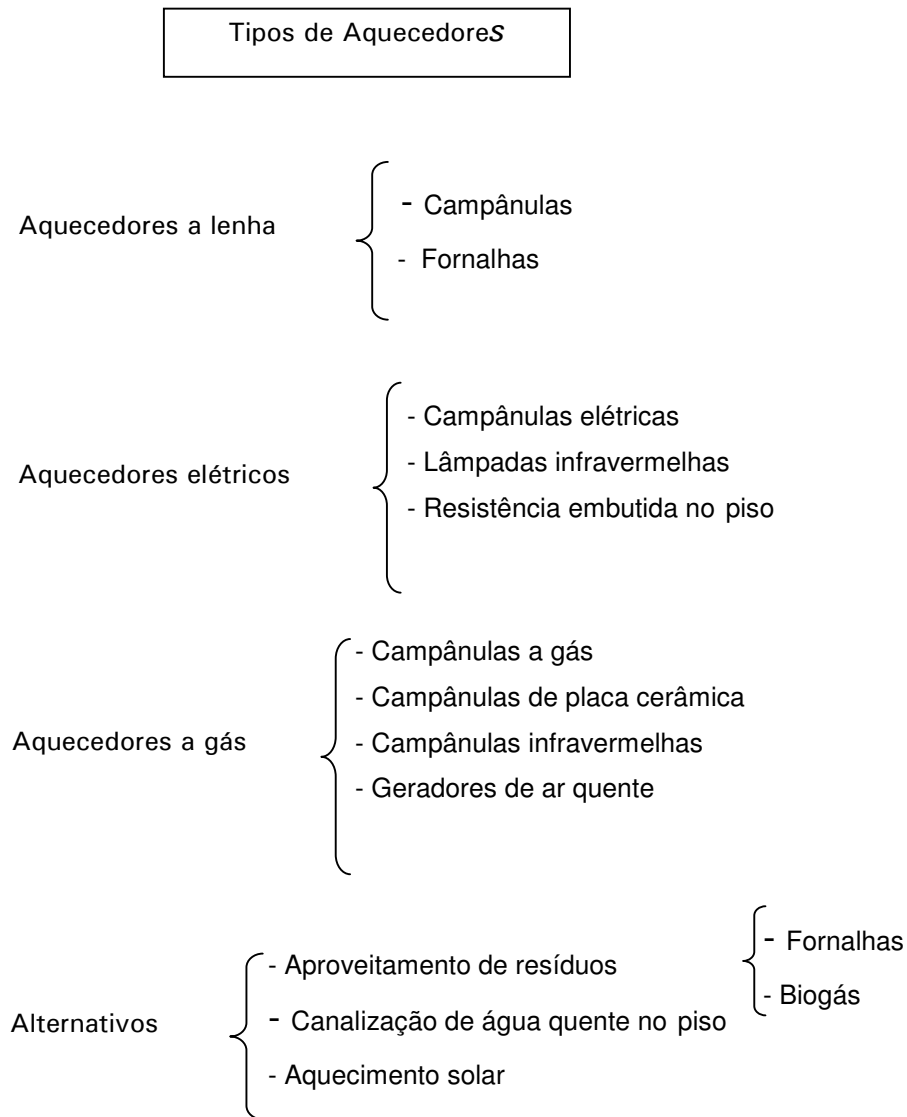 Tipos de Aquecedores
Aquecedores a lenha
- Campânulas
- Fornalhas
Aquecedores elétricos
- Campânulas elétricas
- Lâmpadas infravermelhas
- Resistência embutida no piso
Aquecedores a gás
- Campânulas a gás
- Campânulas de placa cerâmica
- Campânulas infravermelhas
- Geradores de ar quente
Alternativos
- Aproveitamento de resíduos
- Fornalhas
- Biogás
- Canalização de água quente no piso
- Aquecimento solar